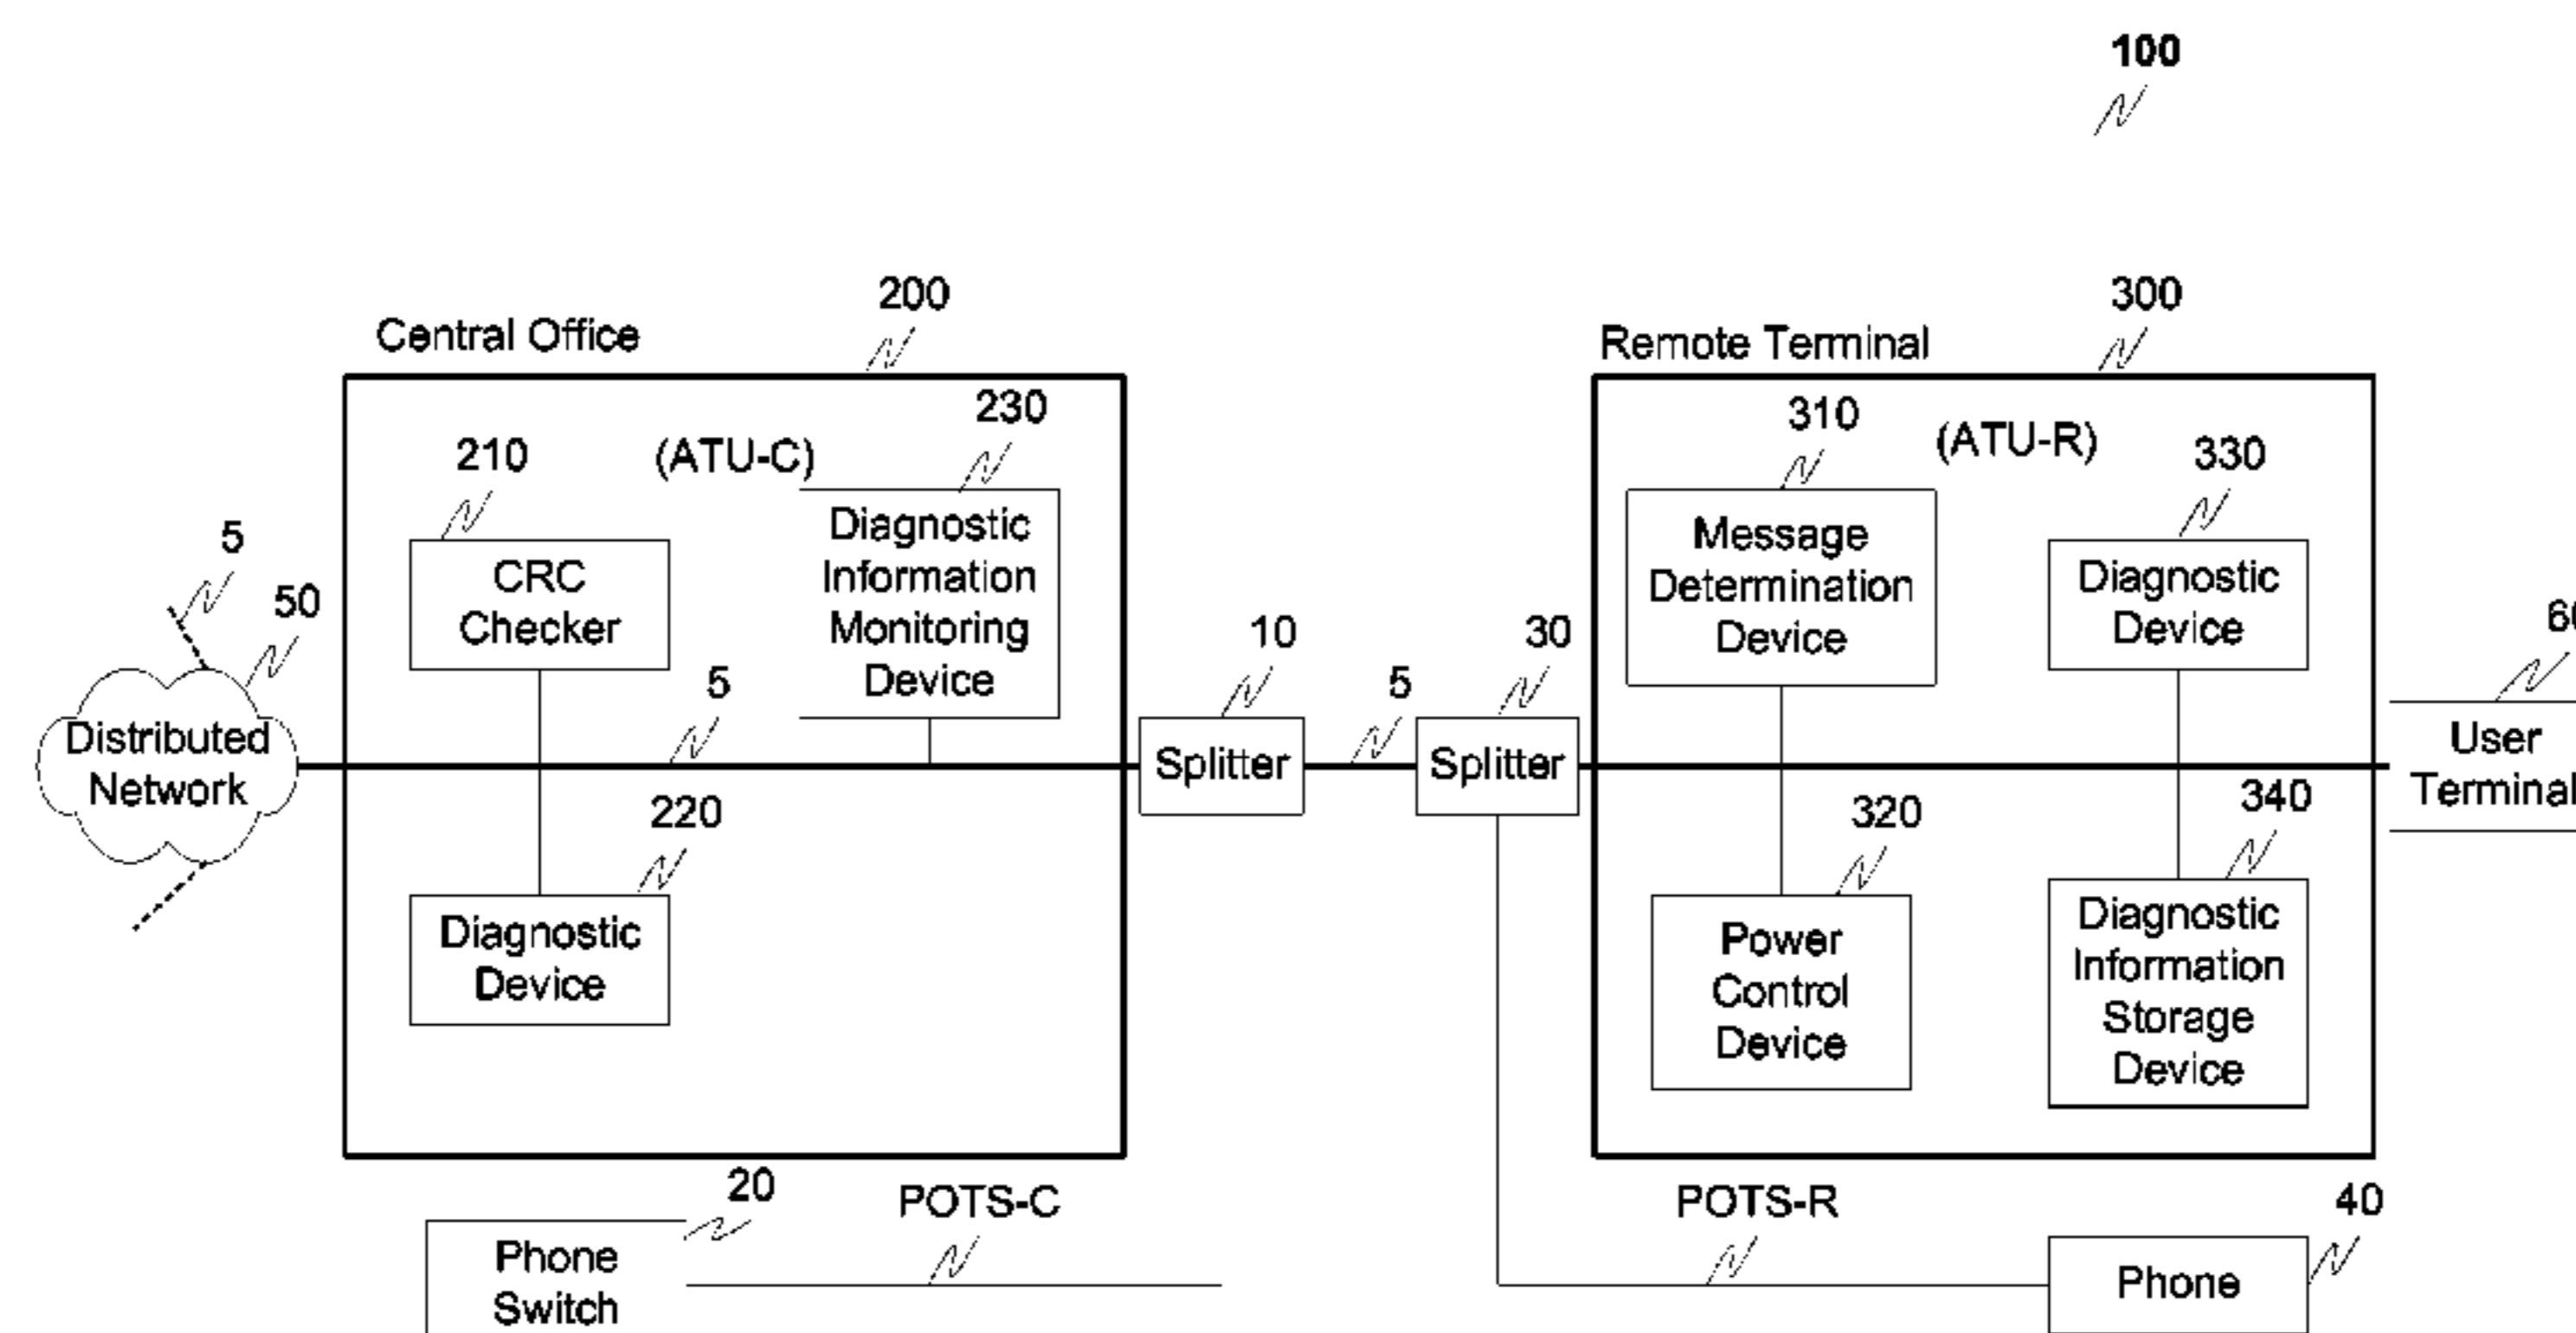 100
200
Central Office
300
Remote Terminal
230
210
(ATU-C)
310
(ATU-R)
330
Diagnostic
Information
Monitoring
Device
CRC
Checker
Message
Determination
Device
Diagnostic
Device
5
50
10
30
5
5
Distributed
Network
Splitter
Splitter
User
Terminal
220
320
340
Diagnostic
Device
Power
Control
Device
Diagnostic
Information
Storage
Device
20
POTS-C
POTS-R
40
Phone
Switch
Phone